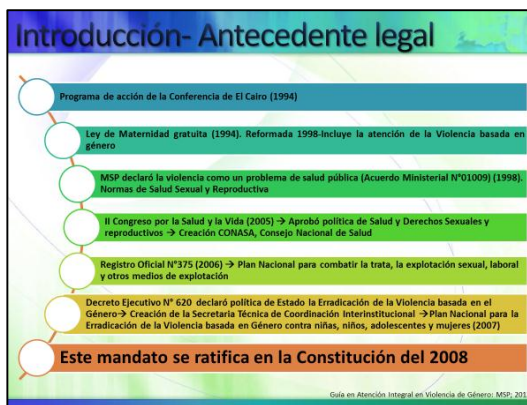 Introducción- Antecedente legal
Programa de acción de la Conferencia de El Cairo (1994)
Ley de Maternidad gratuita (1994). Reformada 1998-Incluye la atención de la Violencia basada en
género
MSP declaró la violencia como un problema de salud pública (Acuerdo Ministerial N°01009) (1998).
Normas de Salud Sexual y Reproductiva
II Congreso por la Salud y la Vida (2005) → Aprobó política de Salud y Derechos Sexuales y
reproductivos → Creación CONASA, Consejo Nacional de Salud
Registro Oficial N°375 (2006) → Plan Nacional para combatir la trata, la explotación sexual, laboral
y otros medios de explotación
Decreto Ejecutivo N° 620 declaró política de Estado la Erradicación de la Violencia basada en el
Género→ Creación de la Secretaria Técnica de Coordinación Interinstitucional →Plan Nacional para la
Erradicación de la Violencia basada en Género contra niñas, niños, adolescentes y mujeres (2007)
Este mandato se ratifica en la Constitución del 2008
Guía en Atención Integral en Violencia de Género: MSP; 201